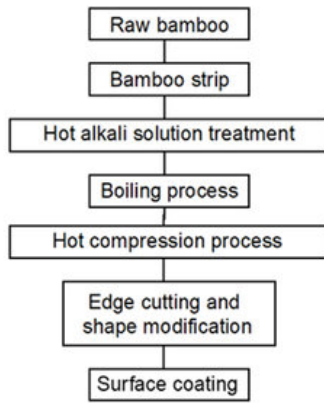 Raw bamboo
Bamboo strip
Hot alkali solution treatment
Boiling process
Hot compression process
Edge cutting and
shape modification
Surface coating